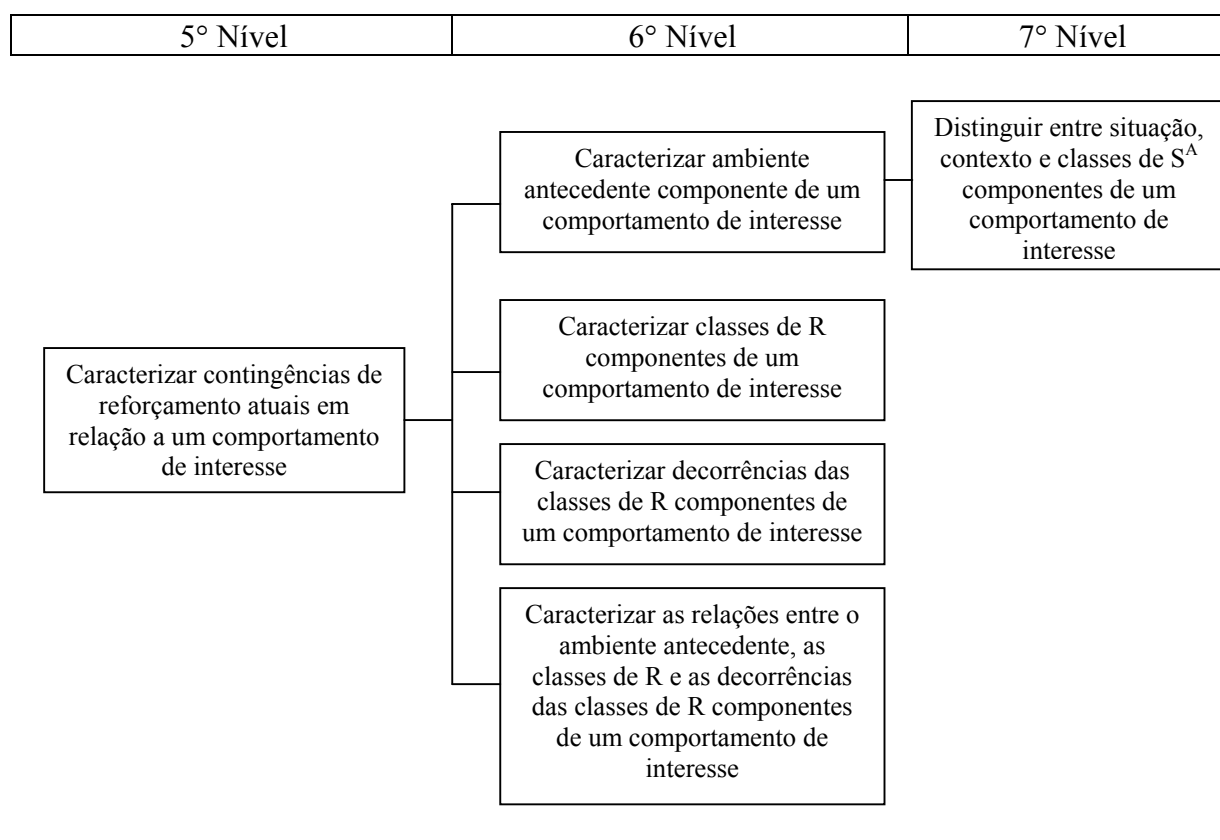 5° Nível
6° Nível
7° Nível
Caracterizar contingências de
reforçamento atuais em
relação a um comportamento
de interesse
Caracterizar ambiente
antecedente componente de um
comportamento de interesse
Caracterizar classes de R
componentes de um
comportamento de interesse
Caracterizar decorrências das
classes de R componentes de
um comportamento de interesse
Caracterizar as relações entre o
ambiente antecedente, as
classes de R e as decorrências
das classes de R componentes
de um comportamento de
interesse
Distinguir entre situação,
contexto e classes de S^A
componentes de um
comportamento de
interesse